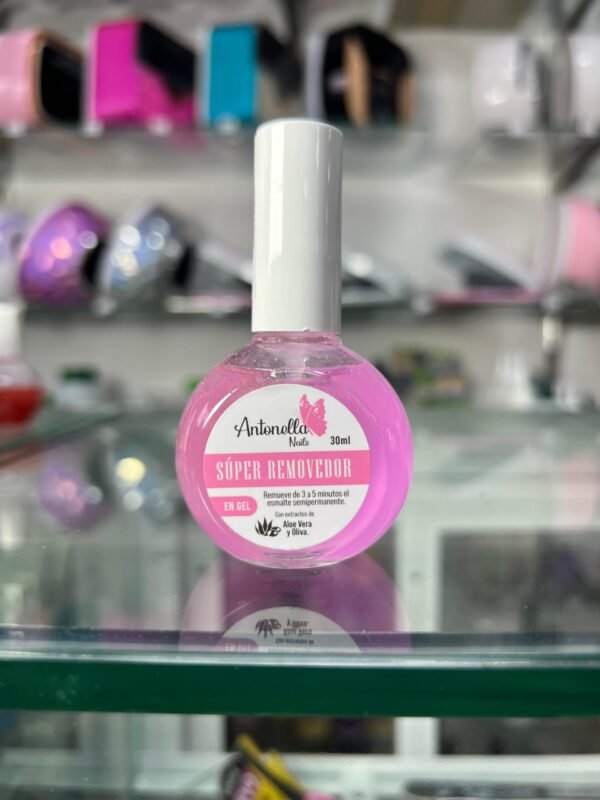 Antonella
Nails
30ml
SÚPER REMOVEDOR
EN GEL
Remueve de 3 a 5 minutos el
esmalte semipermanente.
Con extractos de
Aloe Vera
y Oliva.